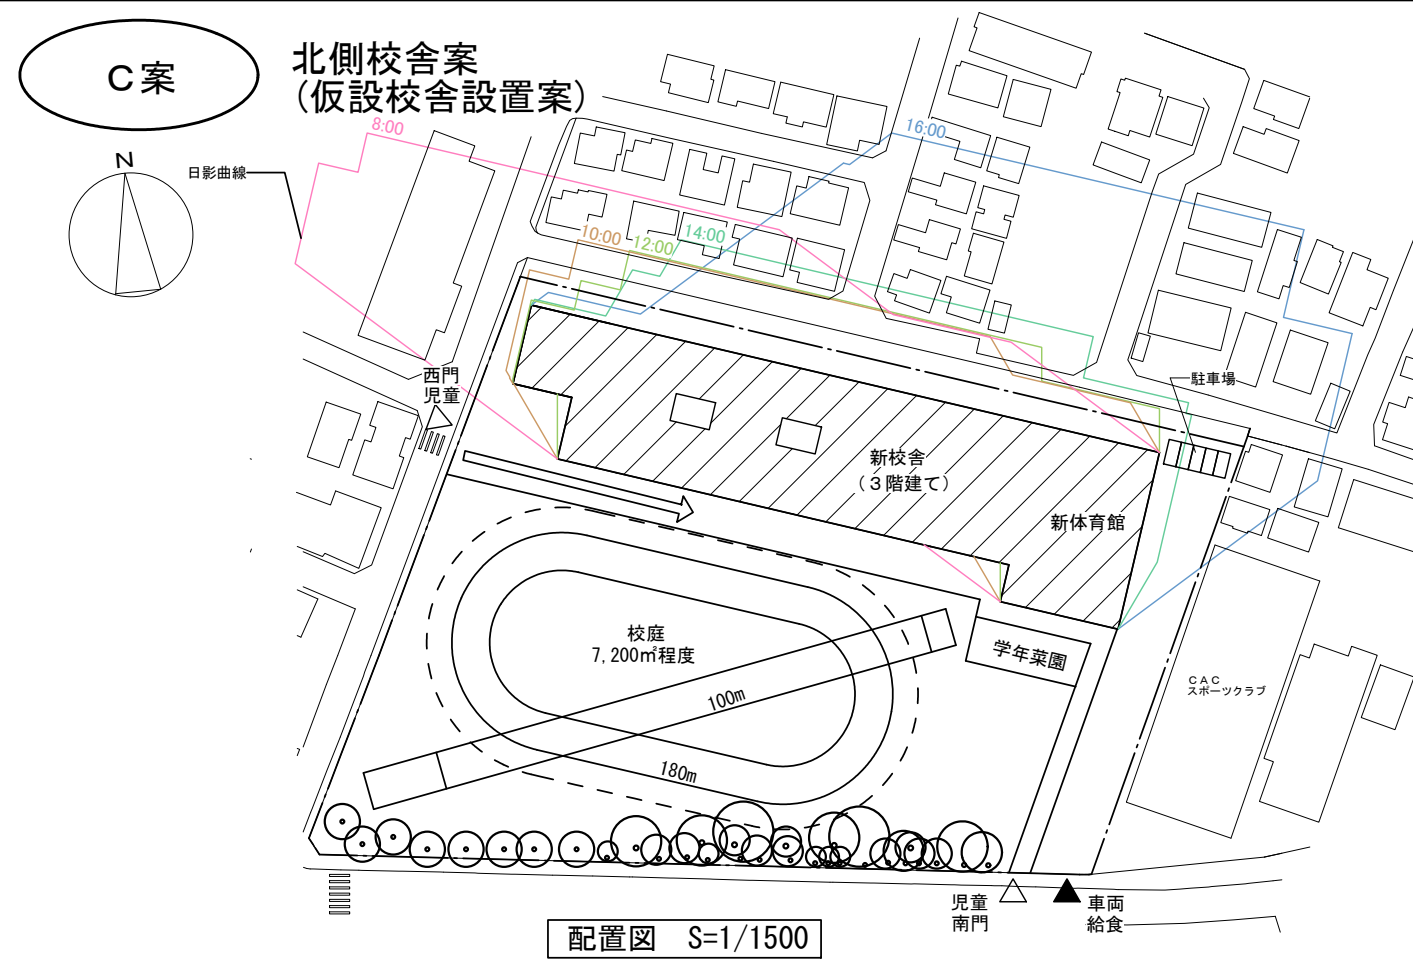 C案
北側校舎案
(仮設校舎設置案)
N
日影曲線
8:00
16:00
10:00
12:00
14:00
西門
児童
駐車場
新校舎
(3階建て)
新体育館
校庭
7,200㎡程度
学年菜園
100m
180m
CAC
スポーツクラブ
児童
南門
車両
給食
配置図 S=1/1500